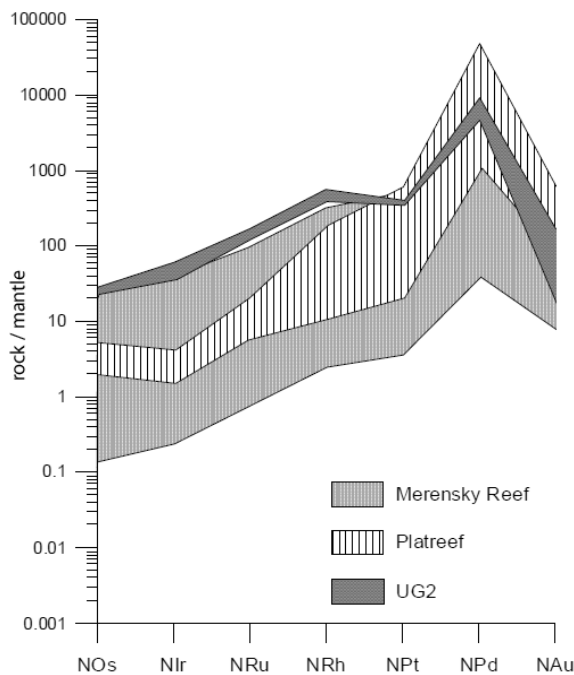 100000
10000
1000
100
10
1
0.1
0.01
0.001
rock / mantle
Merensky Reef
Platreef
UG2
NOs NIr NRu NRh NPt NPd NAu